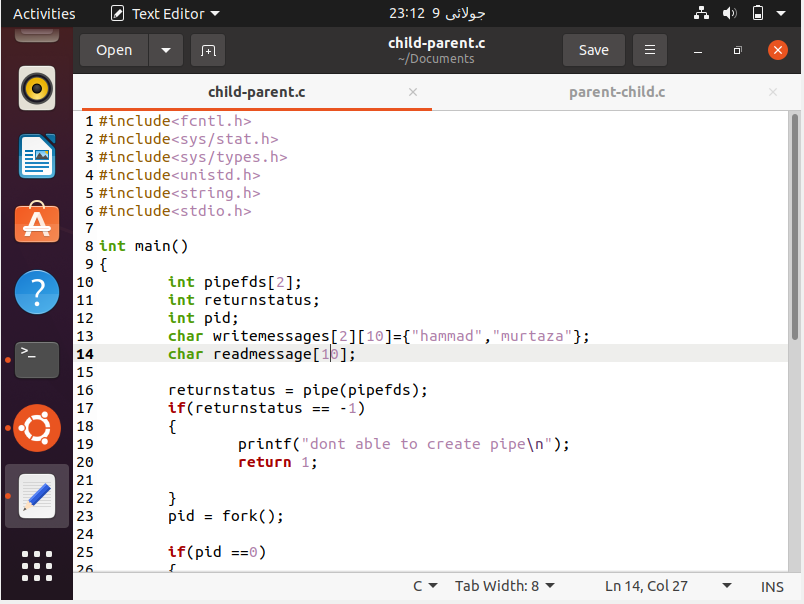 Activities Text Editor 23:12 9 جولائی
Open Save
child-parent.c
~/Documents
child-parent.c parent-child.c
1 #include<fcntl.h>
2 #include<sys/stat.h>
3 #include<sys/types.h>
4 #include<unistd.h>
5 #include<string.h>
6 #include<stdio.h>
7
8 int main()
9 {
10 int pipefds[2];
11 int returnstatus;
12 int pid;
13 char writemessages[2][10]={"hammad","murtaza"};
14 char readmessage[10];
15
16 returnstatus = pipe(pipefds);
17 if(returnstatus == -1)
18 {
19 printf("dont able to create pipe\n");
20 return 1;
21
22 }
23 pid = fork();
24
25 if(pid ==0)
26 {
C Tab Width: 8 Ln 14, Col 27 INS